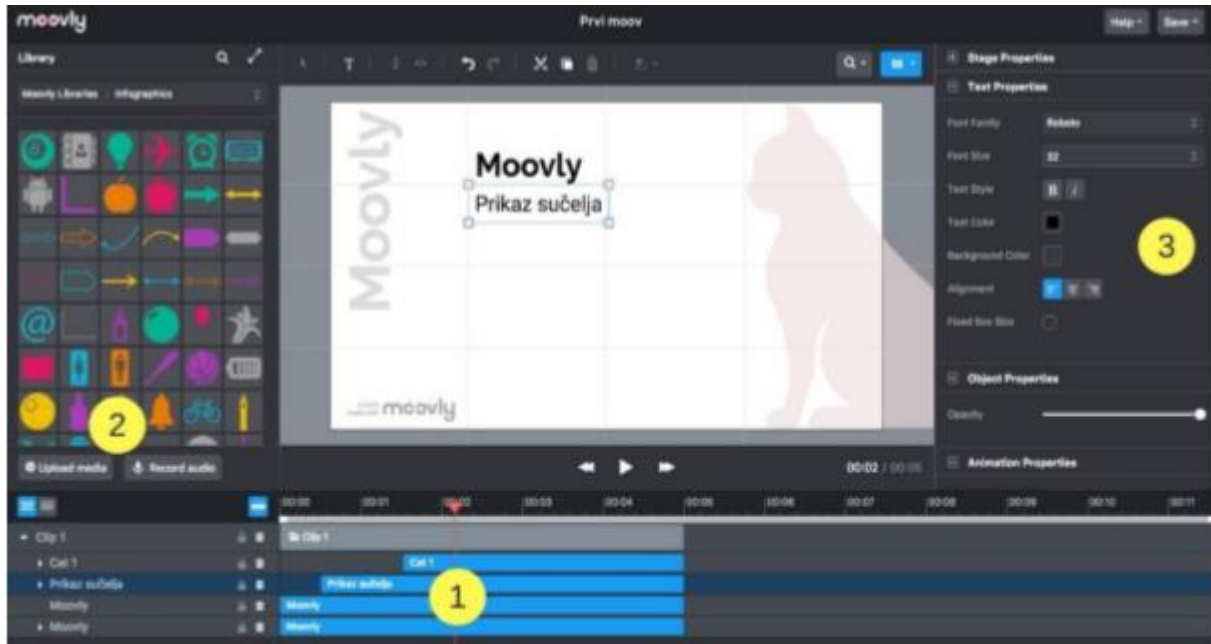 moovly
Prvi moov
Help
Save
Library
Moovly Libraries / Infographics
Stage Properties
Text Properties
Font Family
Roboto
Font Size
32
Text Style
B I
Text Color
Background Color
Alignment
Fixed Box Size
3
Object Properties
Opacity
Animation Properties
Moovly
Moovly
Prikaz sučelja
moovly
2
Upload media
Record audio
00:02 / 00:05
00:00 00:01 00:02 00:03 00:04 00:05 00:06 00:07 00:08 00:09 00:10 00:11
Clip 1
Clip 1
Cat 1
Cat 1
Prikaz sučelja
Prikaz sučelja
1
Moovly
Moovly
Moovly
Moovly